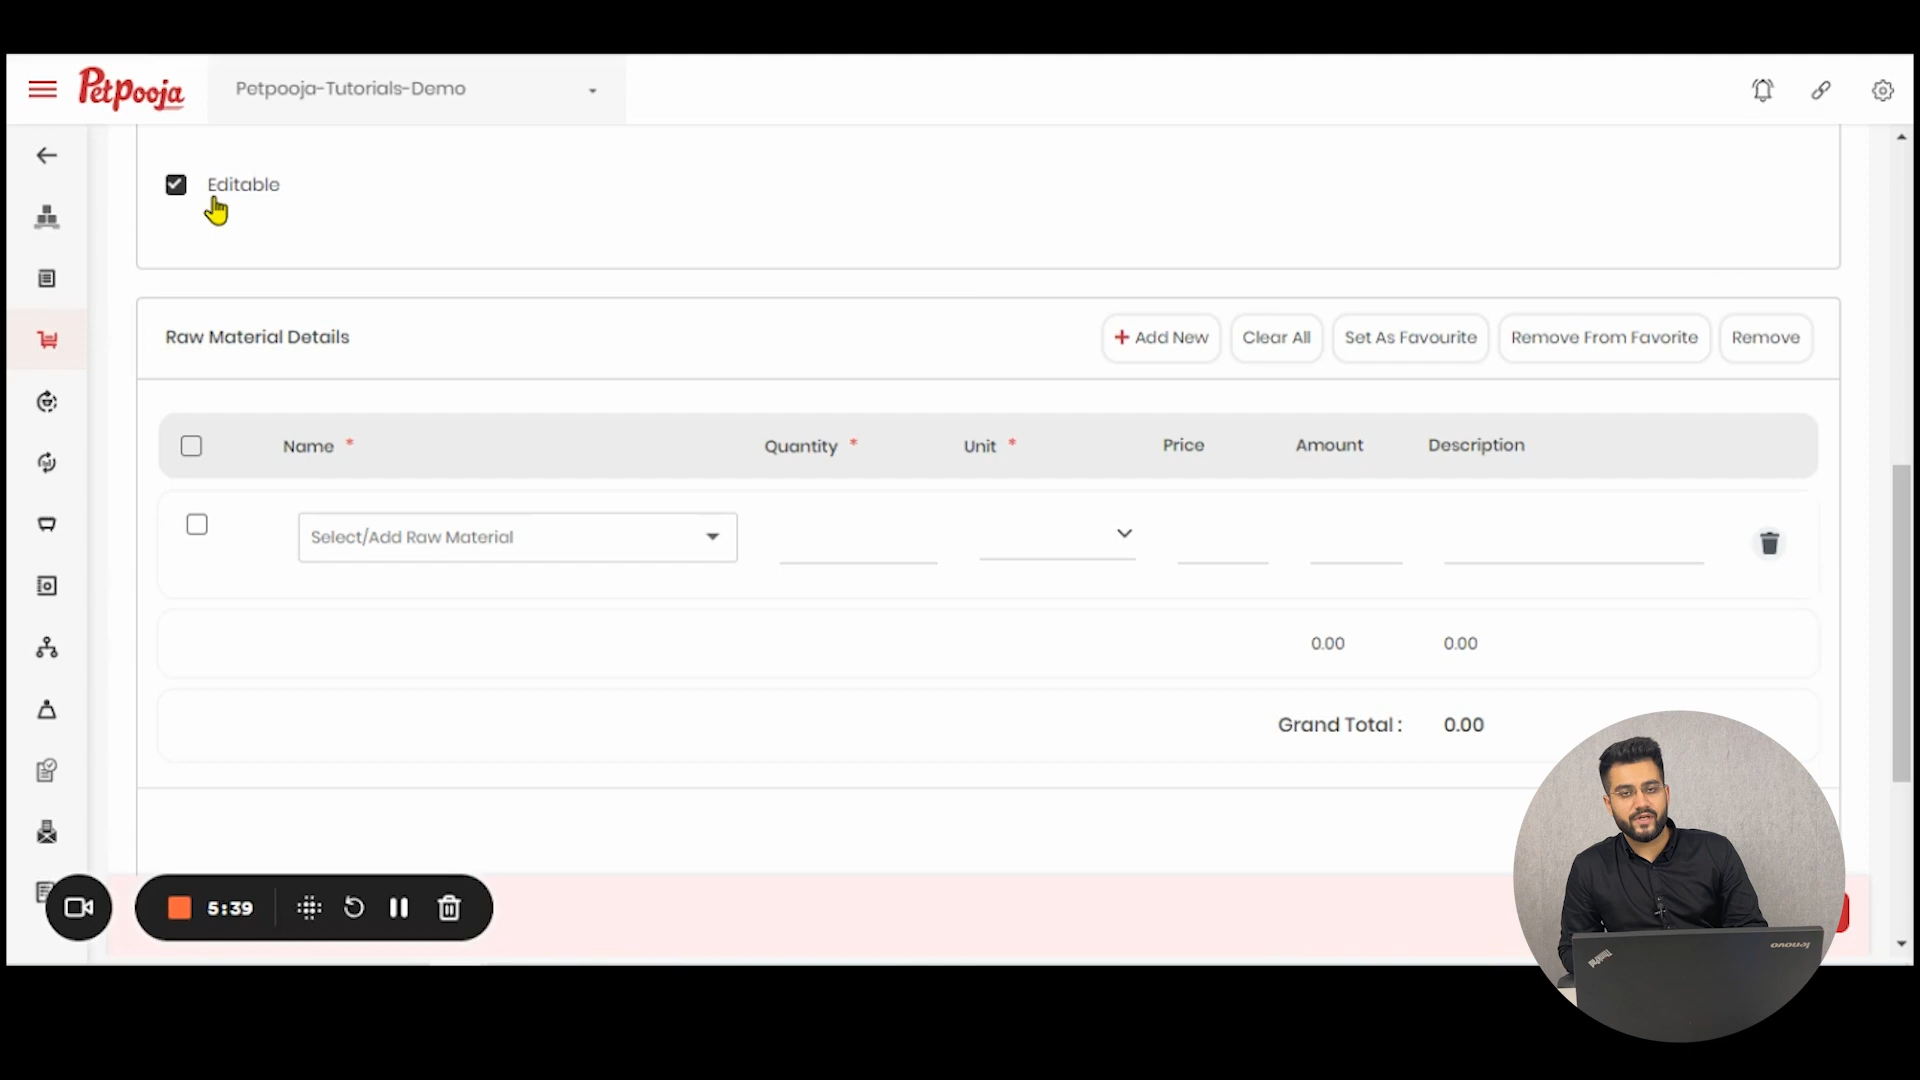 Petpooja
Petpooja-Tutorials-Demo
Editable
Raw Material Details
+ Add New
Clear All
Set As Favourite
Remove From Favorite
Remove
Name *
Quantity *
Unit *
Price
Amount
Description
Select/Add Raw Material
0.00
0.00
Grand Total :
0.00
5:39
lenovo
ThinkPad